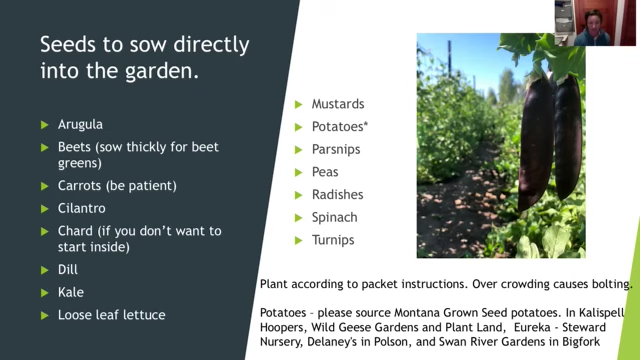 Seeds to sow directly
into the garden.
Arugula
Beets (sow thickly for beet
greens)
Carrots (be patient)
Cilantro
Chard (if you don't want to
start inside)
Dill
Kale
Loose leaf lettuce
Mustards
Potatoes*
Parsnips
Peas
Radishes
Spinach
Turnips
Plant according to packet instructions. Over crowding causes bolting.
Potatoes – please source Montana Grown Seed potatoes. In Kalispell
Hoopers, Wild Geese Gardens and Plant Land, Eureka - Steward
Nursery, Delaney's in Polson, and Swan River Gardens in Bigfork